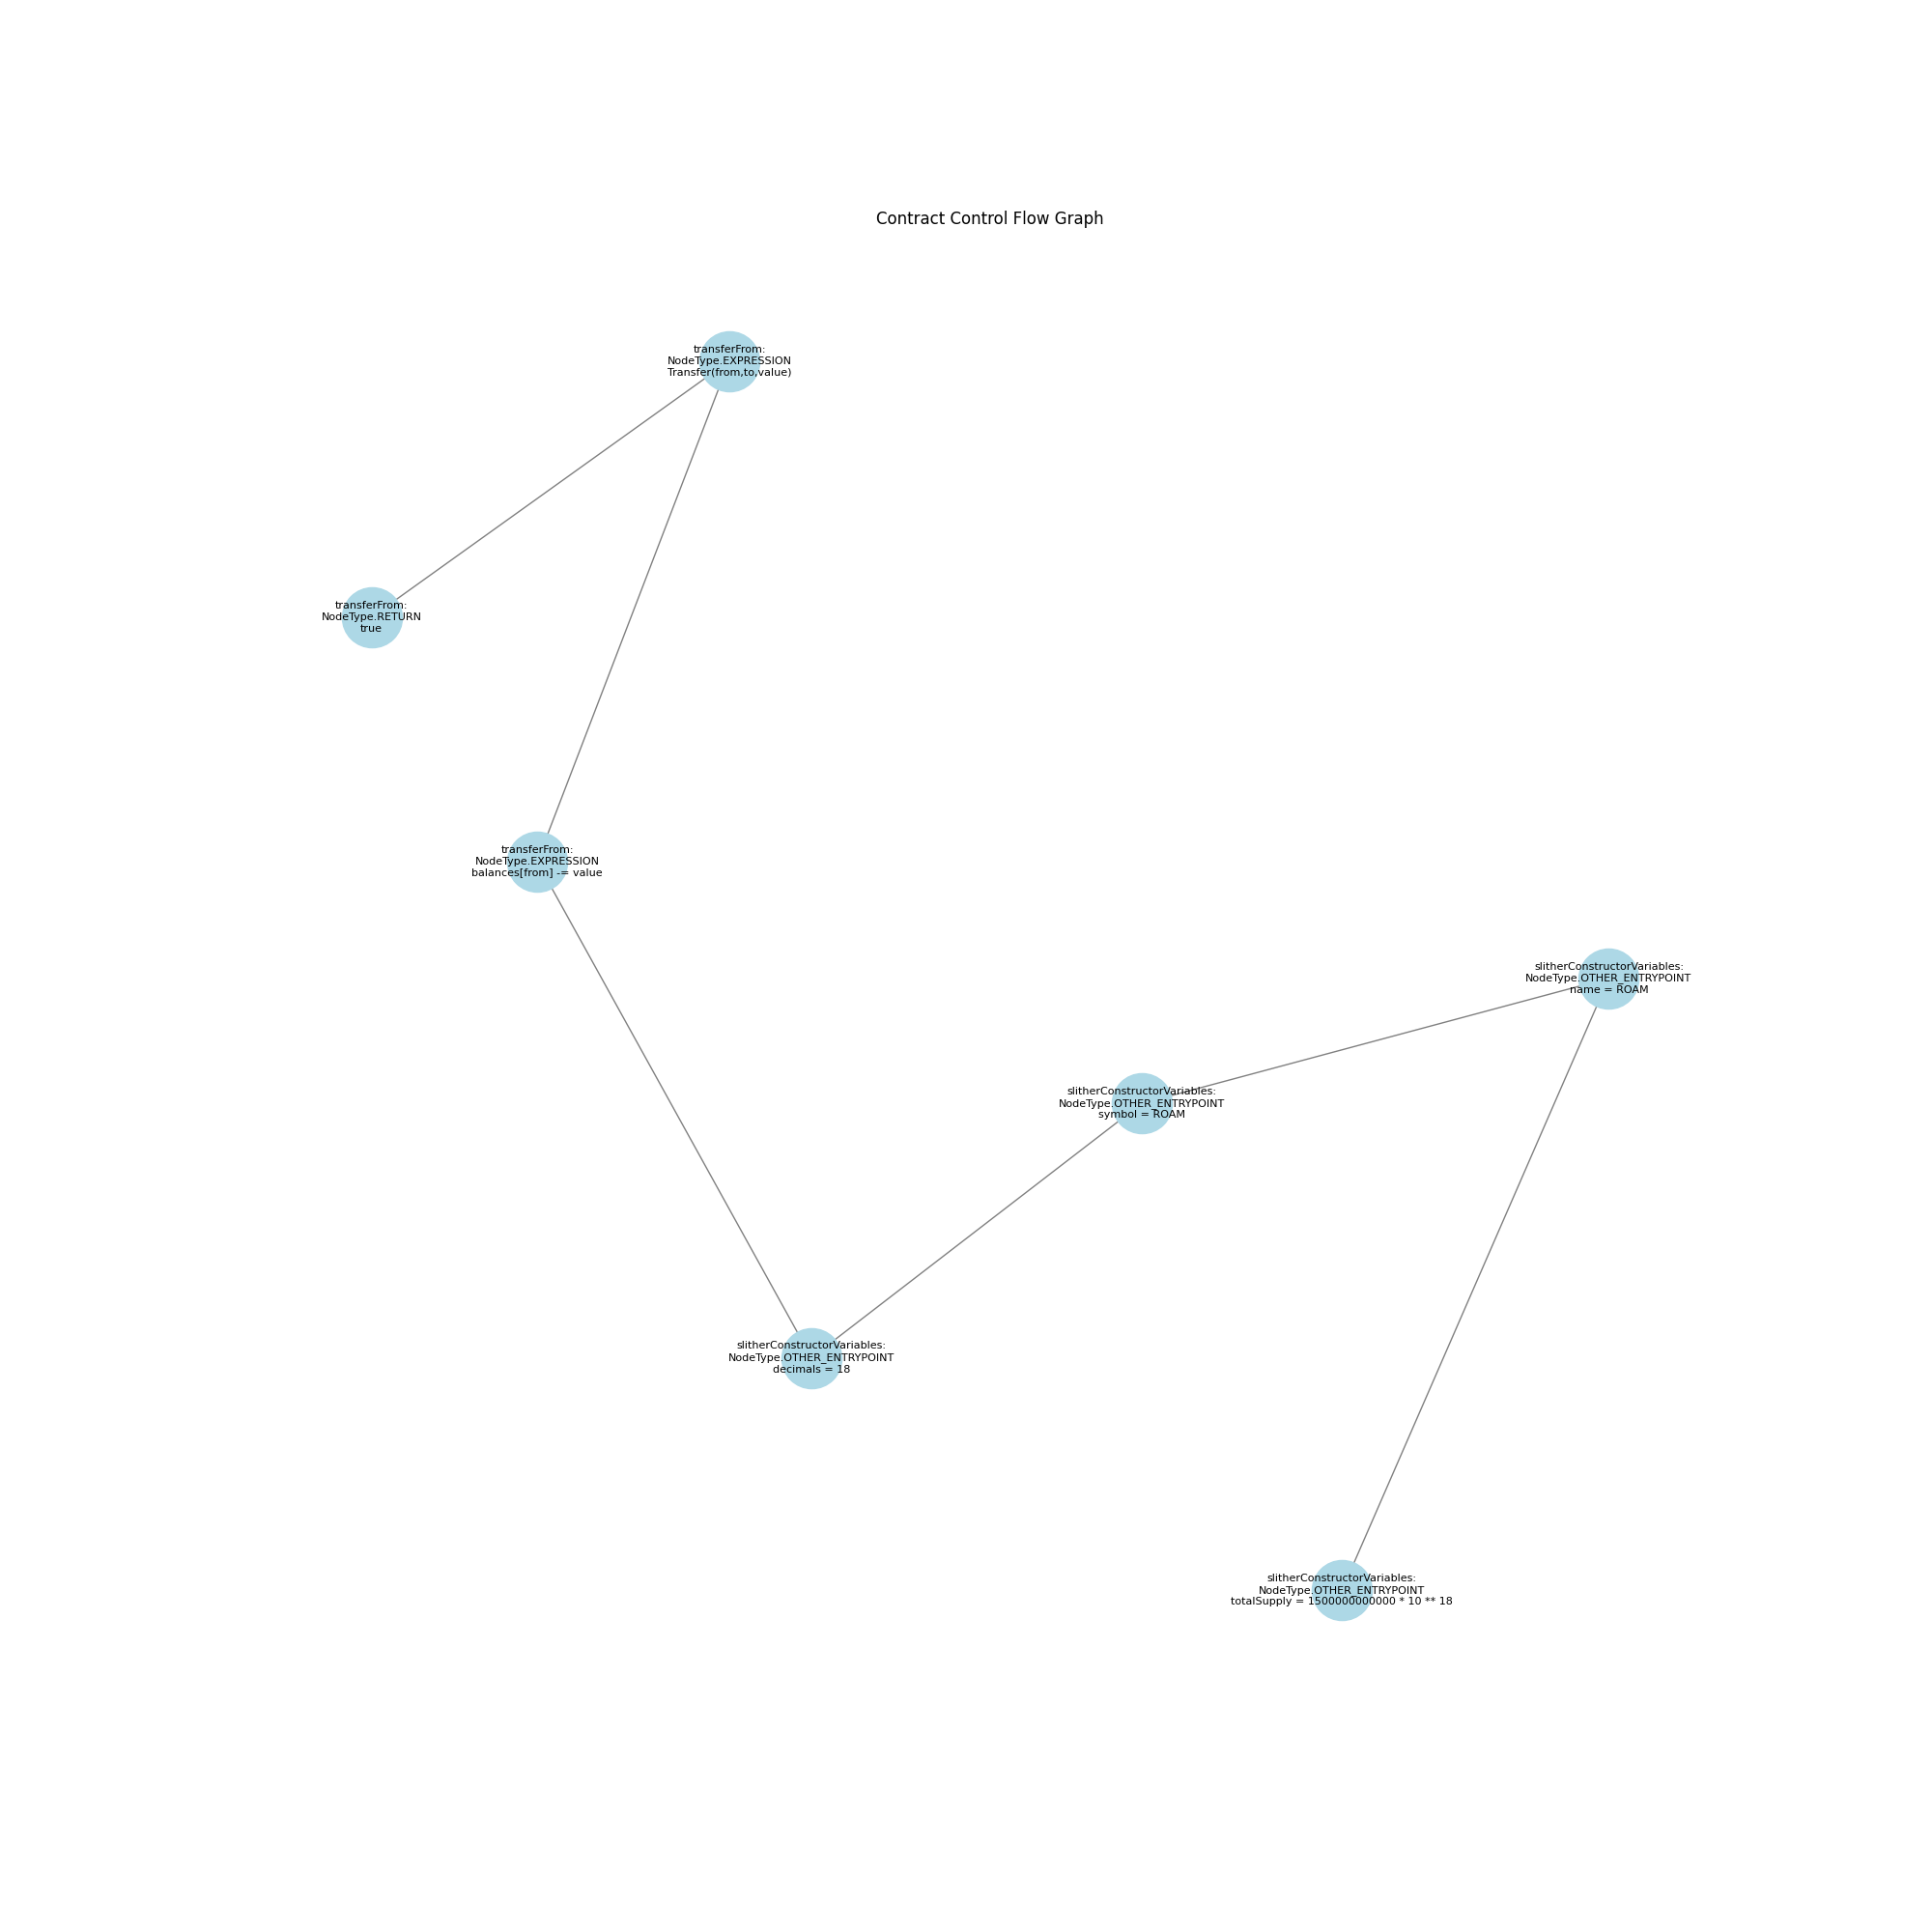 Contract Control Flow Graph
transferFrom:
NodeType.EXPRESSION
Transfer(from,to,value)
transferFrom:
NodeType.RETURN
true
transferFrom:
NodeType.EXPRESSION
balances[from] -= value
slitherConstructorVariables:
NodeType.OTHER_ENTRYPOINT
name = ROAM
slitherConstructorVariables:
NodeType.OTHER_ENTRYPOINT
symbol = ROAM
slitherConstructorVariables:
NodeType.OTHER_ENTRYPOINT
decimals = 18
slitherConstructorVariables:
NodeType.OTHER_ENTRYPOINT
totalSupply = 1500000000000 * 10 ** 18